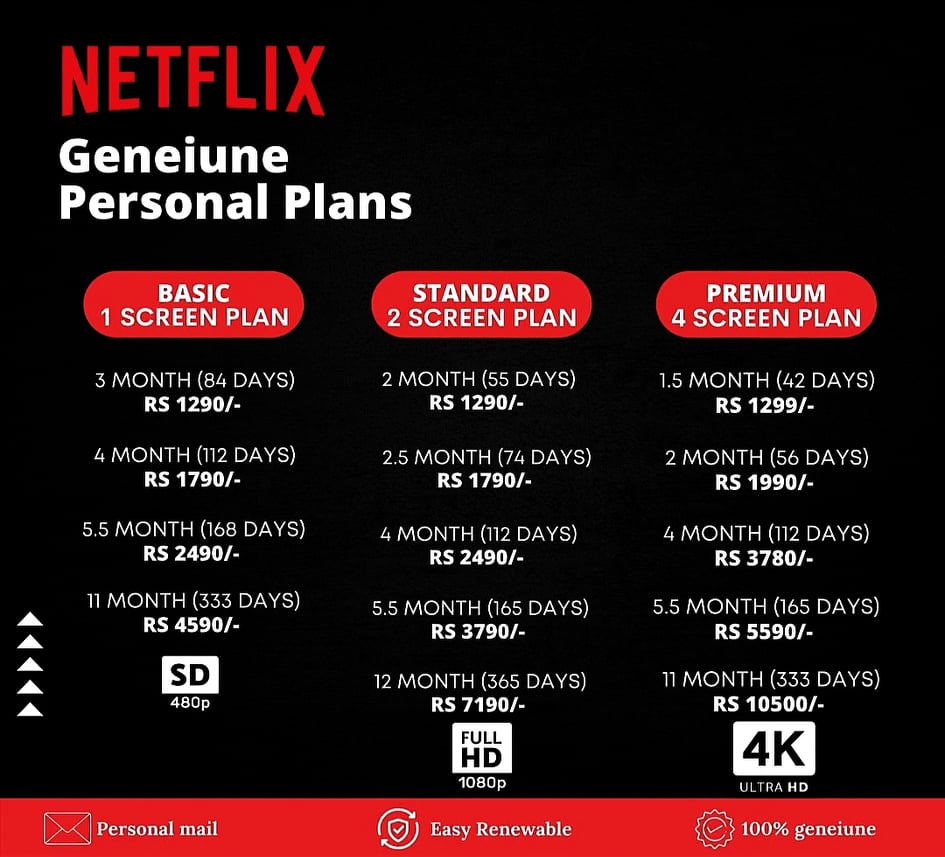 NETFLIX
Geneiune
Personal Plans
BASIC
1 SCREEN PLAN
3 MONTH (84 DAYS)
RS 1290/-
4 MONTH (112 DAYS)
RS 1790/-
5.5 MONTH (168 DAYS)
RS 2490/-
11 MONTH (333 DAYS)
RS 4590/-
SD
480p
STANDARD
2 SCREEN PLAN
2 MONTH (55 DAYS)
RS 1290/-
2.5 MONTH (74 DAYS)
RS 1790/-
4 MONTH (112 DAYS)
RS 2490/-
5.5 MONTH (165 DAYS)
RS 3790/-
12 MONTH (365 DAYS)
RS 7190/-
FULL
HD
1080p
PREMIUM
4 SCREEN PLAN
1.5 MONTH (42 DAYS)
RS 1299/-
2 MONTH (56 DAYS)
RS 1990/-
4 MONTH (112 DAYS)
RS 3780/-
5.5 MONTH (165 DAYS)
RS 5590/-
11 MONTH (333 DAYS)
RS 10500/-
4K
ULTRA HD
Personal mail
Easy Renewable
100% geneiune